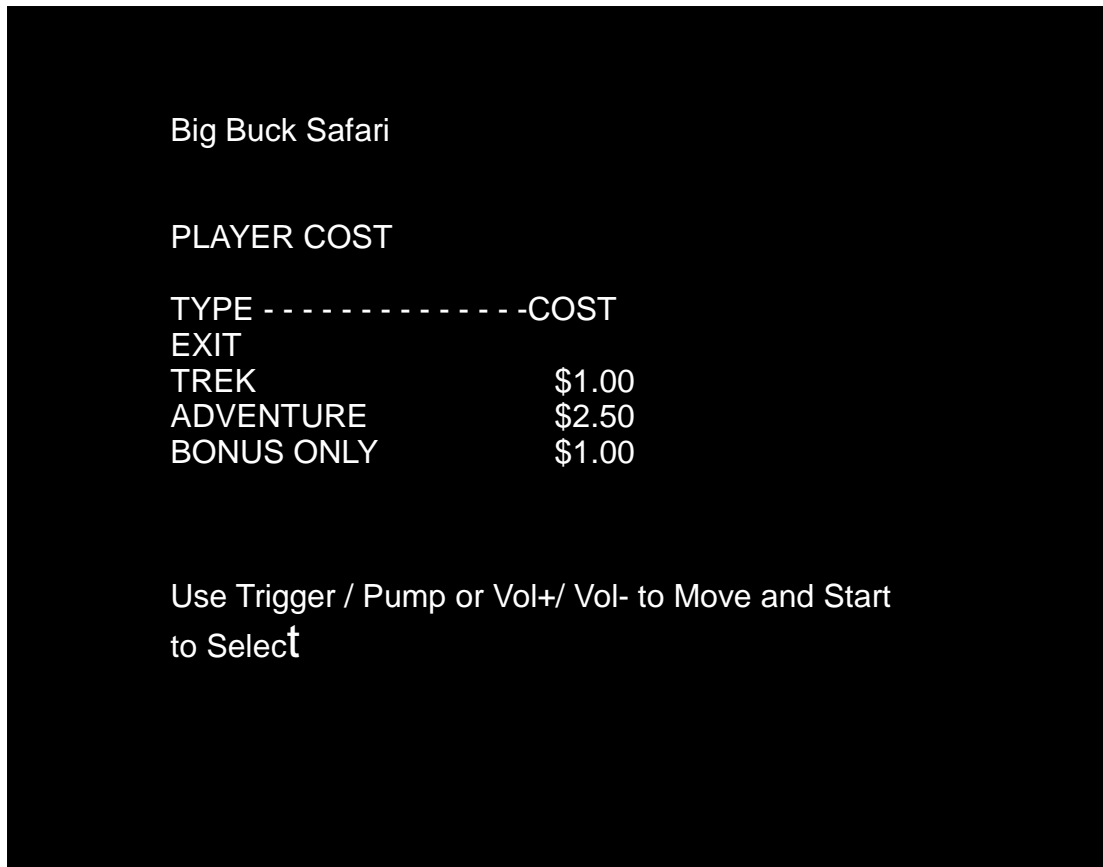 Big Buck Safari
PLAYER COST
TYPE - - - - - - - - - - - - - -COST
EXIT
TREK $1.00
ADVENTURE $2.50
BONUS ONLY $1.00
Use Trigger / Pump or Vol+/ Vol- to Move and Start
to Select